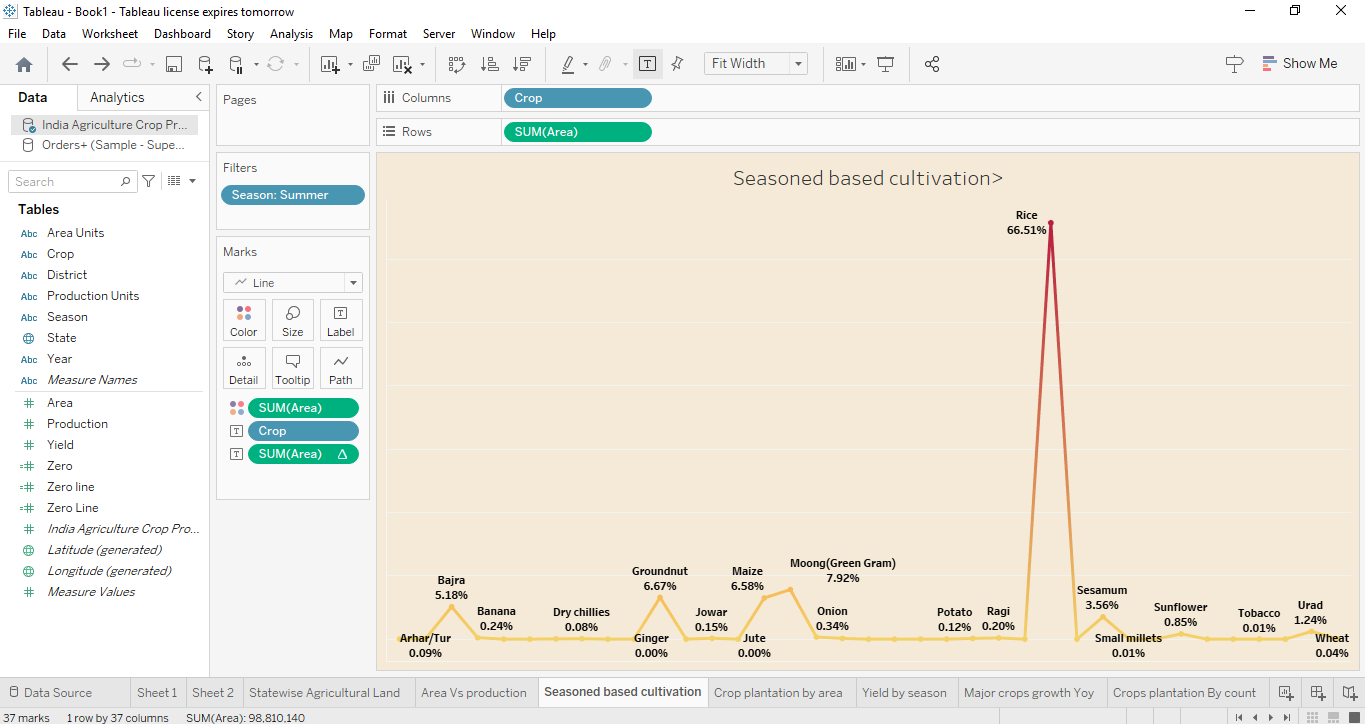 Tableau - Book1 - Tableau license expires tomorrow
File Data Worksheet Dashboard Story Analysis Map Format Server Window Help
Fit Width
Show Me
Data Analytics
India Agriculture Crop Pr...
Orders+ (Sample - Supe...
Search
Tables
Abc Area Units
Abc Crop
Abc District
Abc Production Units
Abc Season
State
Abc Year
Abc Measure Names
# Area
# Production
# Yield
=# Zero
=# Zero line
=# Zero Line
# India Agriculture Crop Pro...
Latitude (generated)
Longitude (generated)
# Measure Values
Pages
Filters
Season: Summer
Marks
Line
Color Size Label
Detail Tooltip Path
SUM(Area)
Crop
SUM(Area) Δ
Columns Crop
Rows SUM(Area)
Seasoned based cultivation>
Rice
66.51%
Moong(Green Gram)
7.92%
Groundnut
6.67%
Maize
6.58%
Bajra
5.18%
Sesamum
3.56%
Banana
0.24%
Dry chillies
0.08%
Jowar
0.15%
Onion
0.34%
Potato
0.12%
Ragi
0.20%
Sunflower
0.85%
Tobacco
0.01%
Urad
1.24%
Arhar/Tur
0.09%
Ginger
0.00%
Jute
0.00%
Small millets
0.01%
Wheat
0.04%
Data Source Sheet 1 Sheet 2 Statewise Agricultural Land Area Vs production Seasoned based cultivation Crop plantation by area Yield by season Major crops growth Yoy Crops plantation By count
37 marks 1 row by 37 columns SUM(Area): 98,810,140